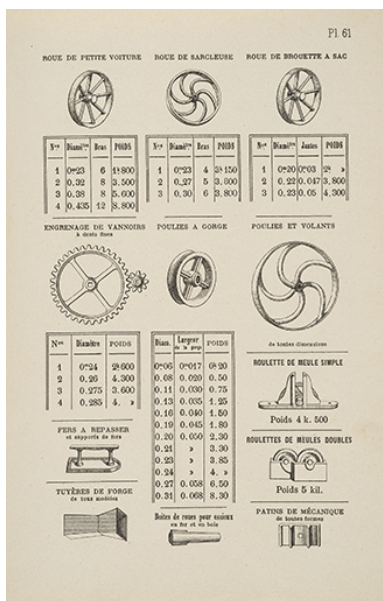 Pl. 61
ROUE DE PETITE VOITURE
Nos Diamètre Bras POIDS
1 0m23 6 1k800
2 0,32 8 3.500
3 0,38 8 5.600
4 0,435 12 8.800
ROUE DE SARCLEUSE
Nos Diamètre Bras POIDS
1 0m23 4 3k150
2 0,27 5 3,600
3 0,30 6 3,800
ROUE DE BROUETTE A SAC
Nos Diamètre Jantes POIDS
1 0m20 0m03 2k »
2 0.22 0.047 3,800
3 0.23 0.05 4,300
ENGRENAGE DE VANNOIRS
à dents fines
Nos Diamètre POIDS
1 0m24 2k600
2 0.26 4.300
3 0.275 3.600
4 0.285 4. »
POULIES A GORGE
Diam. Largeur de la gorge POIDS
0m06 0m017 0k20
0.08 0.020 0.50
0.11 0.030 0.75
0.13 0.035 1.25
0.16 0.040 1.50
0.19 0.045 1.80
0.20 0.050 2,30
0.21 » 3.30
0.23 » 3.85
0.24 » 4. »
0.27 0.058 6,50
0.31 0.068 8.30
POULIES ET VOLANTS
de toutes dimensions
ROULETTE DE MEULE SIMPLE
Poids 4 k. 500
FERS A REPASSER
et supports de fers
ROULETTES DE MEULES DOUBLES
Poids 5 kil.
TUYÈRES DE FORGE
de tous modèles
Boîtes de roues pour essieux
en fer et en bois
PATINS DE MÉCANIQUE
de toutes formes